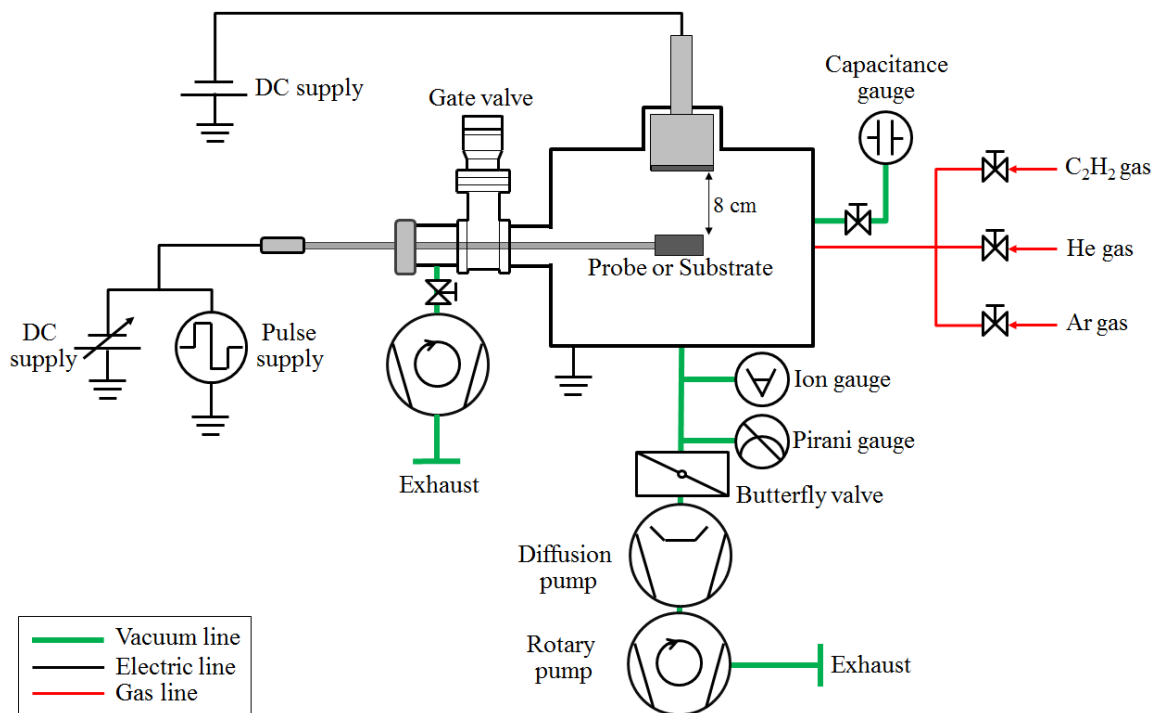 DC supply
Gate valve
Capacitance
gauge
C₂H₂ gas
8 cm
He gas
Probe or Substrate
Ar gas
DC
supply
Pulse
supply
Ion gauge
Pirani gauge
Exhaust
Butterfly valve
Diffusion
pump
Vacuum line
Electric line
Gas line
Rotary
pump
Exhaust